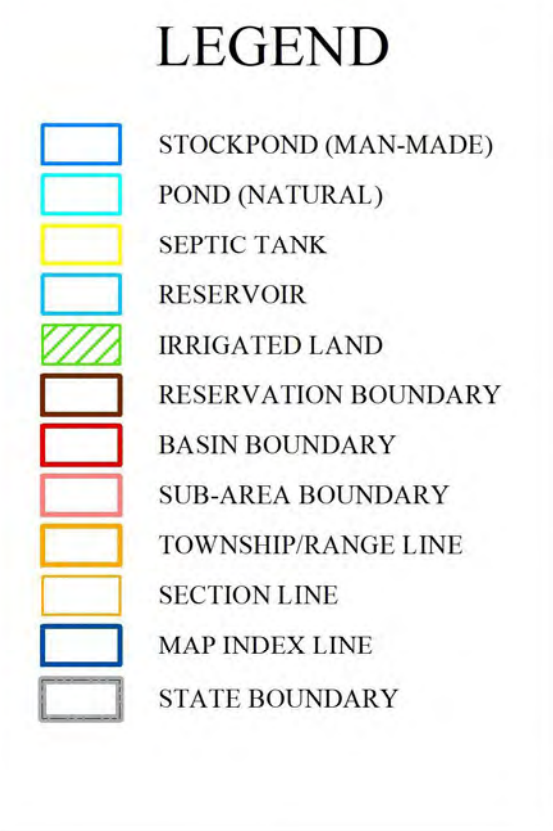 LEGEND
STOCKPOND (MAN-MADE)
POND (NATURAL)
SEPTIC TANK
RESERVOIR
IRRIGATED LAND
RESERVATION BOUNDARY
BASIN BOUNDARY
SUB-AREA BOUNDARY
TOWNSHIP/RANGE LINE
SECTION LINE
MAP INDEX LINE
STATE BOUNDARY